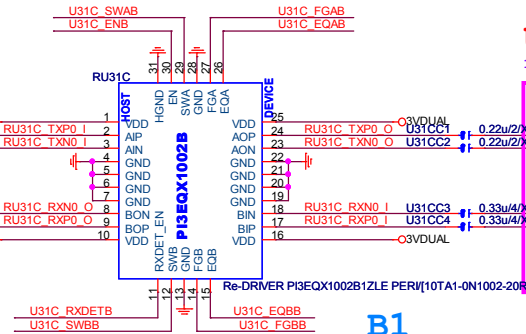 U31C_SWAB
U31C_ENB
U31C_FGAB
U31C_EQAB
RU31C
31 30 29 28 27 26
HGND EN SWA GND FGA EQA
HOST
DEVICE
PI3EQX1002B
1 VDD
RU31C_TXP0_I 2 AIP
RU31C_TXN0_I 3 AIN
4 GND
5 GND
6 GND
7 GND
RU31C_RXN0_O 8 BON
RU31C_RXP0_O 9 BOP
10 VDD
VDD 25 3VDUAL
AOP 24 RU31C_TXP0_O U31CC1 0.22u/2/X
AON 23 RU31C_TXN0_O U31CC2 0.22u/2/X
GND 22
GND 21
GND 20
GND 19
BIN 18 RU31C_RXN0_I U31CC3 0.33u/4/X
BIP 17 RU31C_RXP0_I U31CC4 0.33u/4/X
VDD 16 3VDUAL
RXDET_EN SWB GND FGB EQB
11 12 13 14 15
Re-DRIVER PI3EQX1002B1ZLE PERI/[10TA1-0N1002-20R
U31C_RXDETB
U31C_SWBB
U31C_EQBB
U31C_FGBB
B1